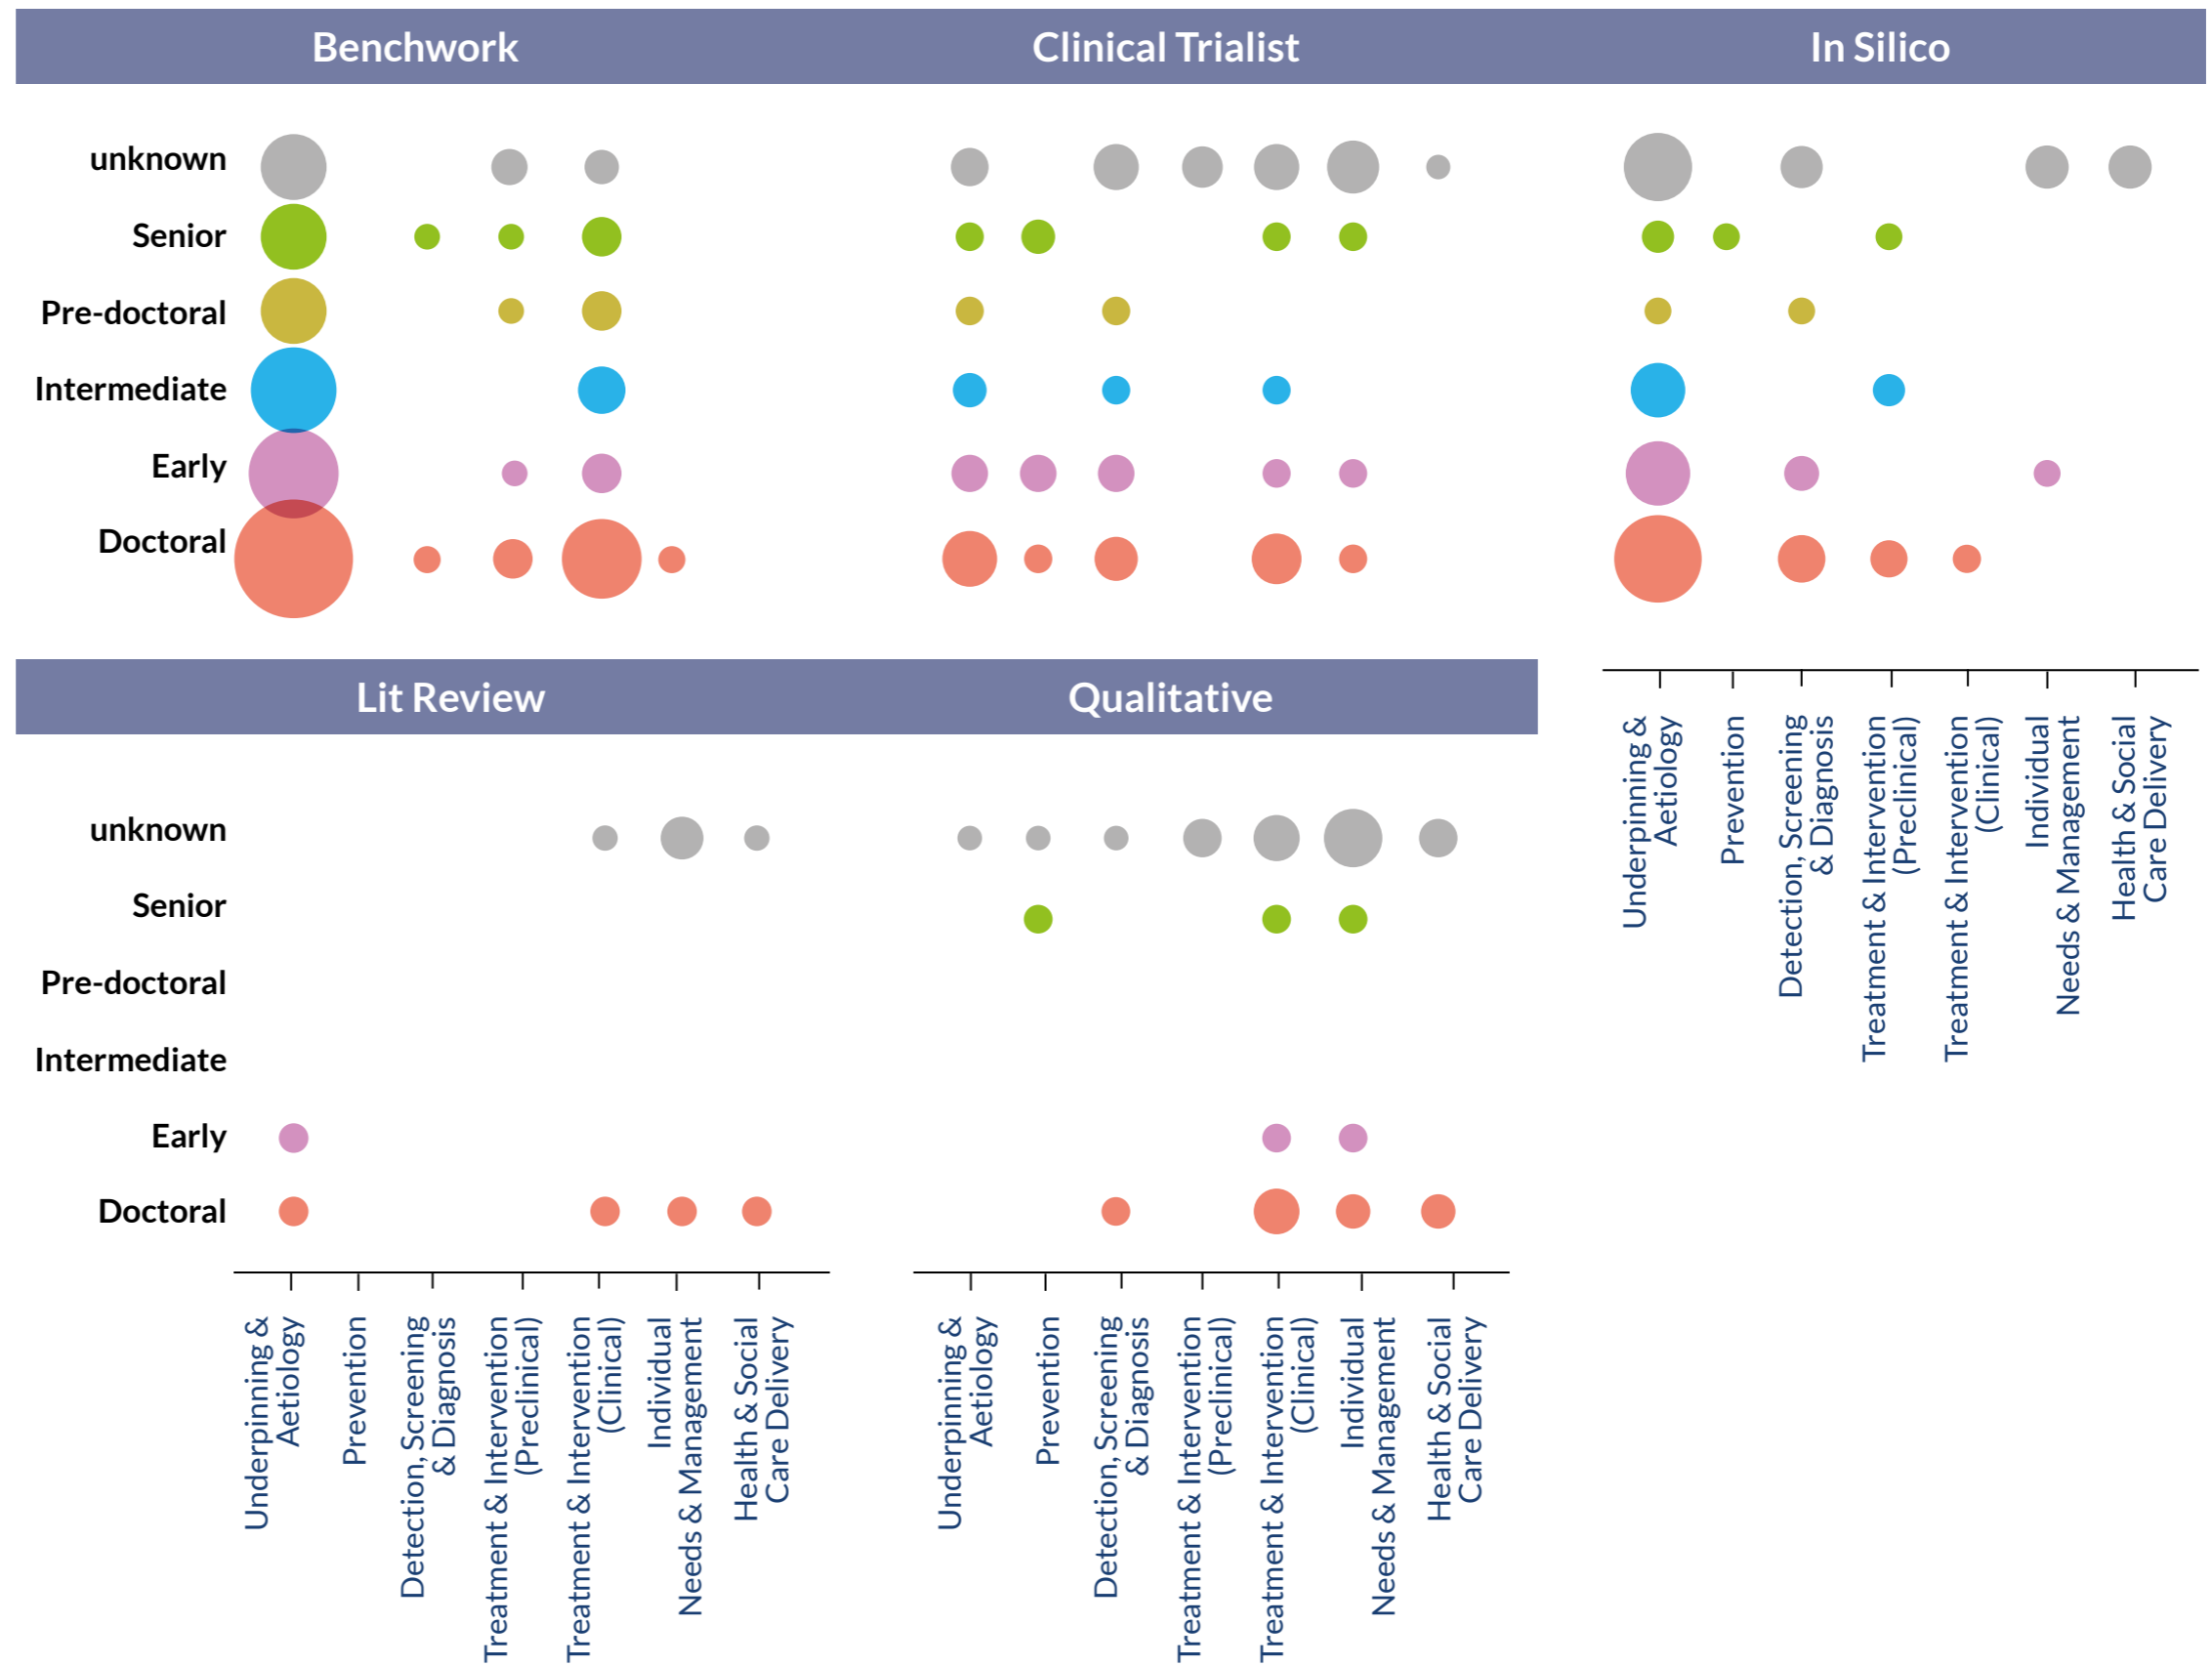 Benchwork
Clinical Trialist
In Silico
unknown
Senior
Pre-doctoral
Intermediate
Early
Doctoral
Lit Review
Qualitative
unknown
Senior
Pre-doctoral
Intermediate
Early
Doctoral
Underpinning &
Aetiology
Prevention
Detection, Screening
& Diagnosis
Treatment & Intervention
(Preclinical)
Treatment & Intervention
(Clinical)
Individual
Needs & Management
Health & Social
Care Delivery
Underpinning &
Aetiology
Prevention
Detection, Screening
& Diagnosis
Treatment & Intervention
(Preclinical)
Treatment & Intervention
(Clinical)
Individual
Needs & Management
Health & Social
Care Delivery
Underpinning &
Aetiology
Prevention
Detection, Screening
& Diagnosis
Treatment & Intervention
(Preclinical)
Treatment & Intervention
(Clinical)
Individual
Needs & Management
Health & Social
Care Delivery